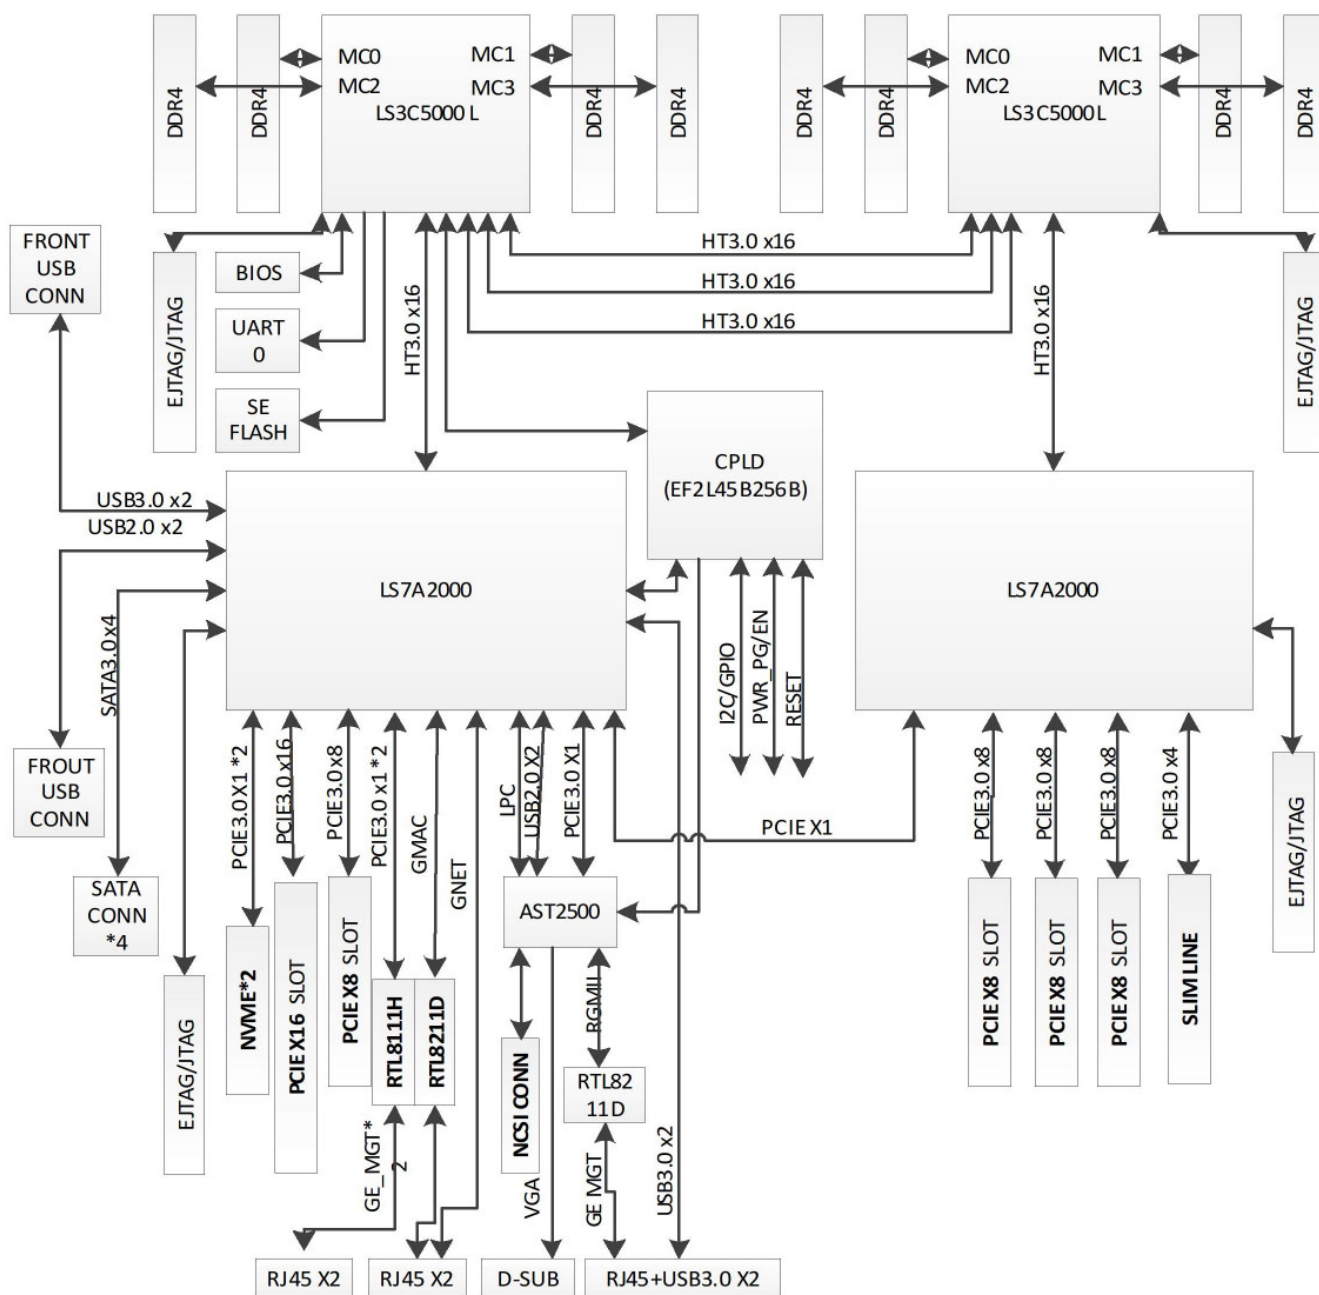 DDR4
DDR4
MC0
MC2
MC1
MC3
LS3C5000L
DDR4
DDR4
DDR4
DDR4
MC0
MC2
MC1
MC3
LS3C5000L
DDR4
DDR4
FRONT
USB
CONN
EJTAG/JTAG
BIOS
UART
0
SE
FLASH
HT3.0 x16
HT3.0 x16
HT3.0 x16
HT3.0 x16
HT3.0 x16
EJTAG/JTAG
CPLD
(EF2L45B256B)
USB3.0 x2
USB2.0 x2
LS7A2000
LS7A2000
SATA3.0 x4
I2C/GPIO
PWR_PG/EN
RESET
FROUT
USB
CONN
PCIE3.0 X1 *2
PCIE3.0 x16
PCIE3.0 x8
PCIE3.0 x1 *2
GMAC
GNET
LPC
USB2.0 X2
PCIE3.0 X1
PCIE X1
PCIE3.0 x8
PCIE3.0 x8
PCIE3.0 x8
PCIE3.0 x4
EJTAG/JTAG
SATA
CONN
*4
AST2500
EJTAG/JTAG
NVME*2
PCIE X16 SLOT
PCIE X8 SLOT
RTL8111H
RTL8211D
NCSI CONN
RGMII
RTL82
11D
PCIE X8 SLOT
PCIE X8 SLOT
PCIE X8 SLOT
SLIMLINE
GE_MGT*
2
VGA
GE MGT
USB3.0 x2
RJ45 X2
RJ45 X2
D-SUB
RJ45+USB3.0 X2